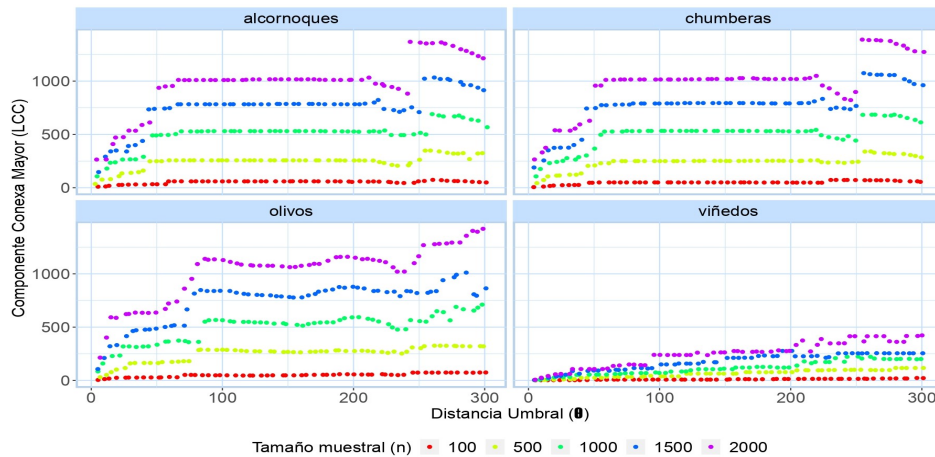 alcornoques chumberas
1000
500
0
olivos viñedos
1000
500
0
0 100 200 300 0 100 200 300
Componente Conexa Mayor (LCC)
Distancia Umbral (
Tamaño muestral (n) 100 500 1000 1500 2000